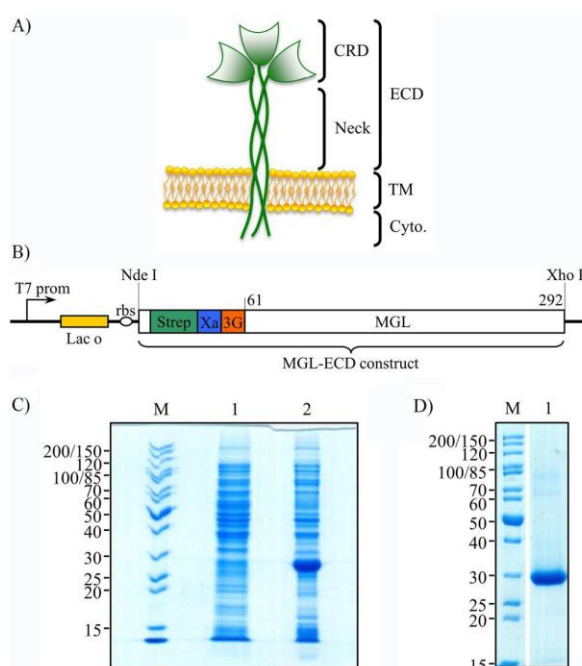 A)
CRD
ECD
Neck
TM
Cyto.
B)
T7 prom
Nde I
Xho I
rbs
61
292
Strep
Xa
3G
MGL
Lac o
MGL-ECD construct
C)
M 1 2
200/150
120
100/85
70
60
50
40
30
25
20
15
D)
M 1
200/150
120
100/85
70
60
50
40
30
25
20
15